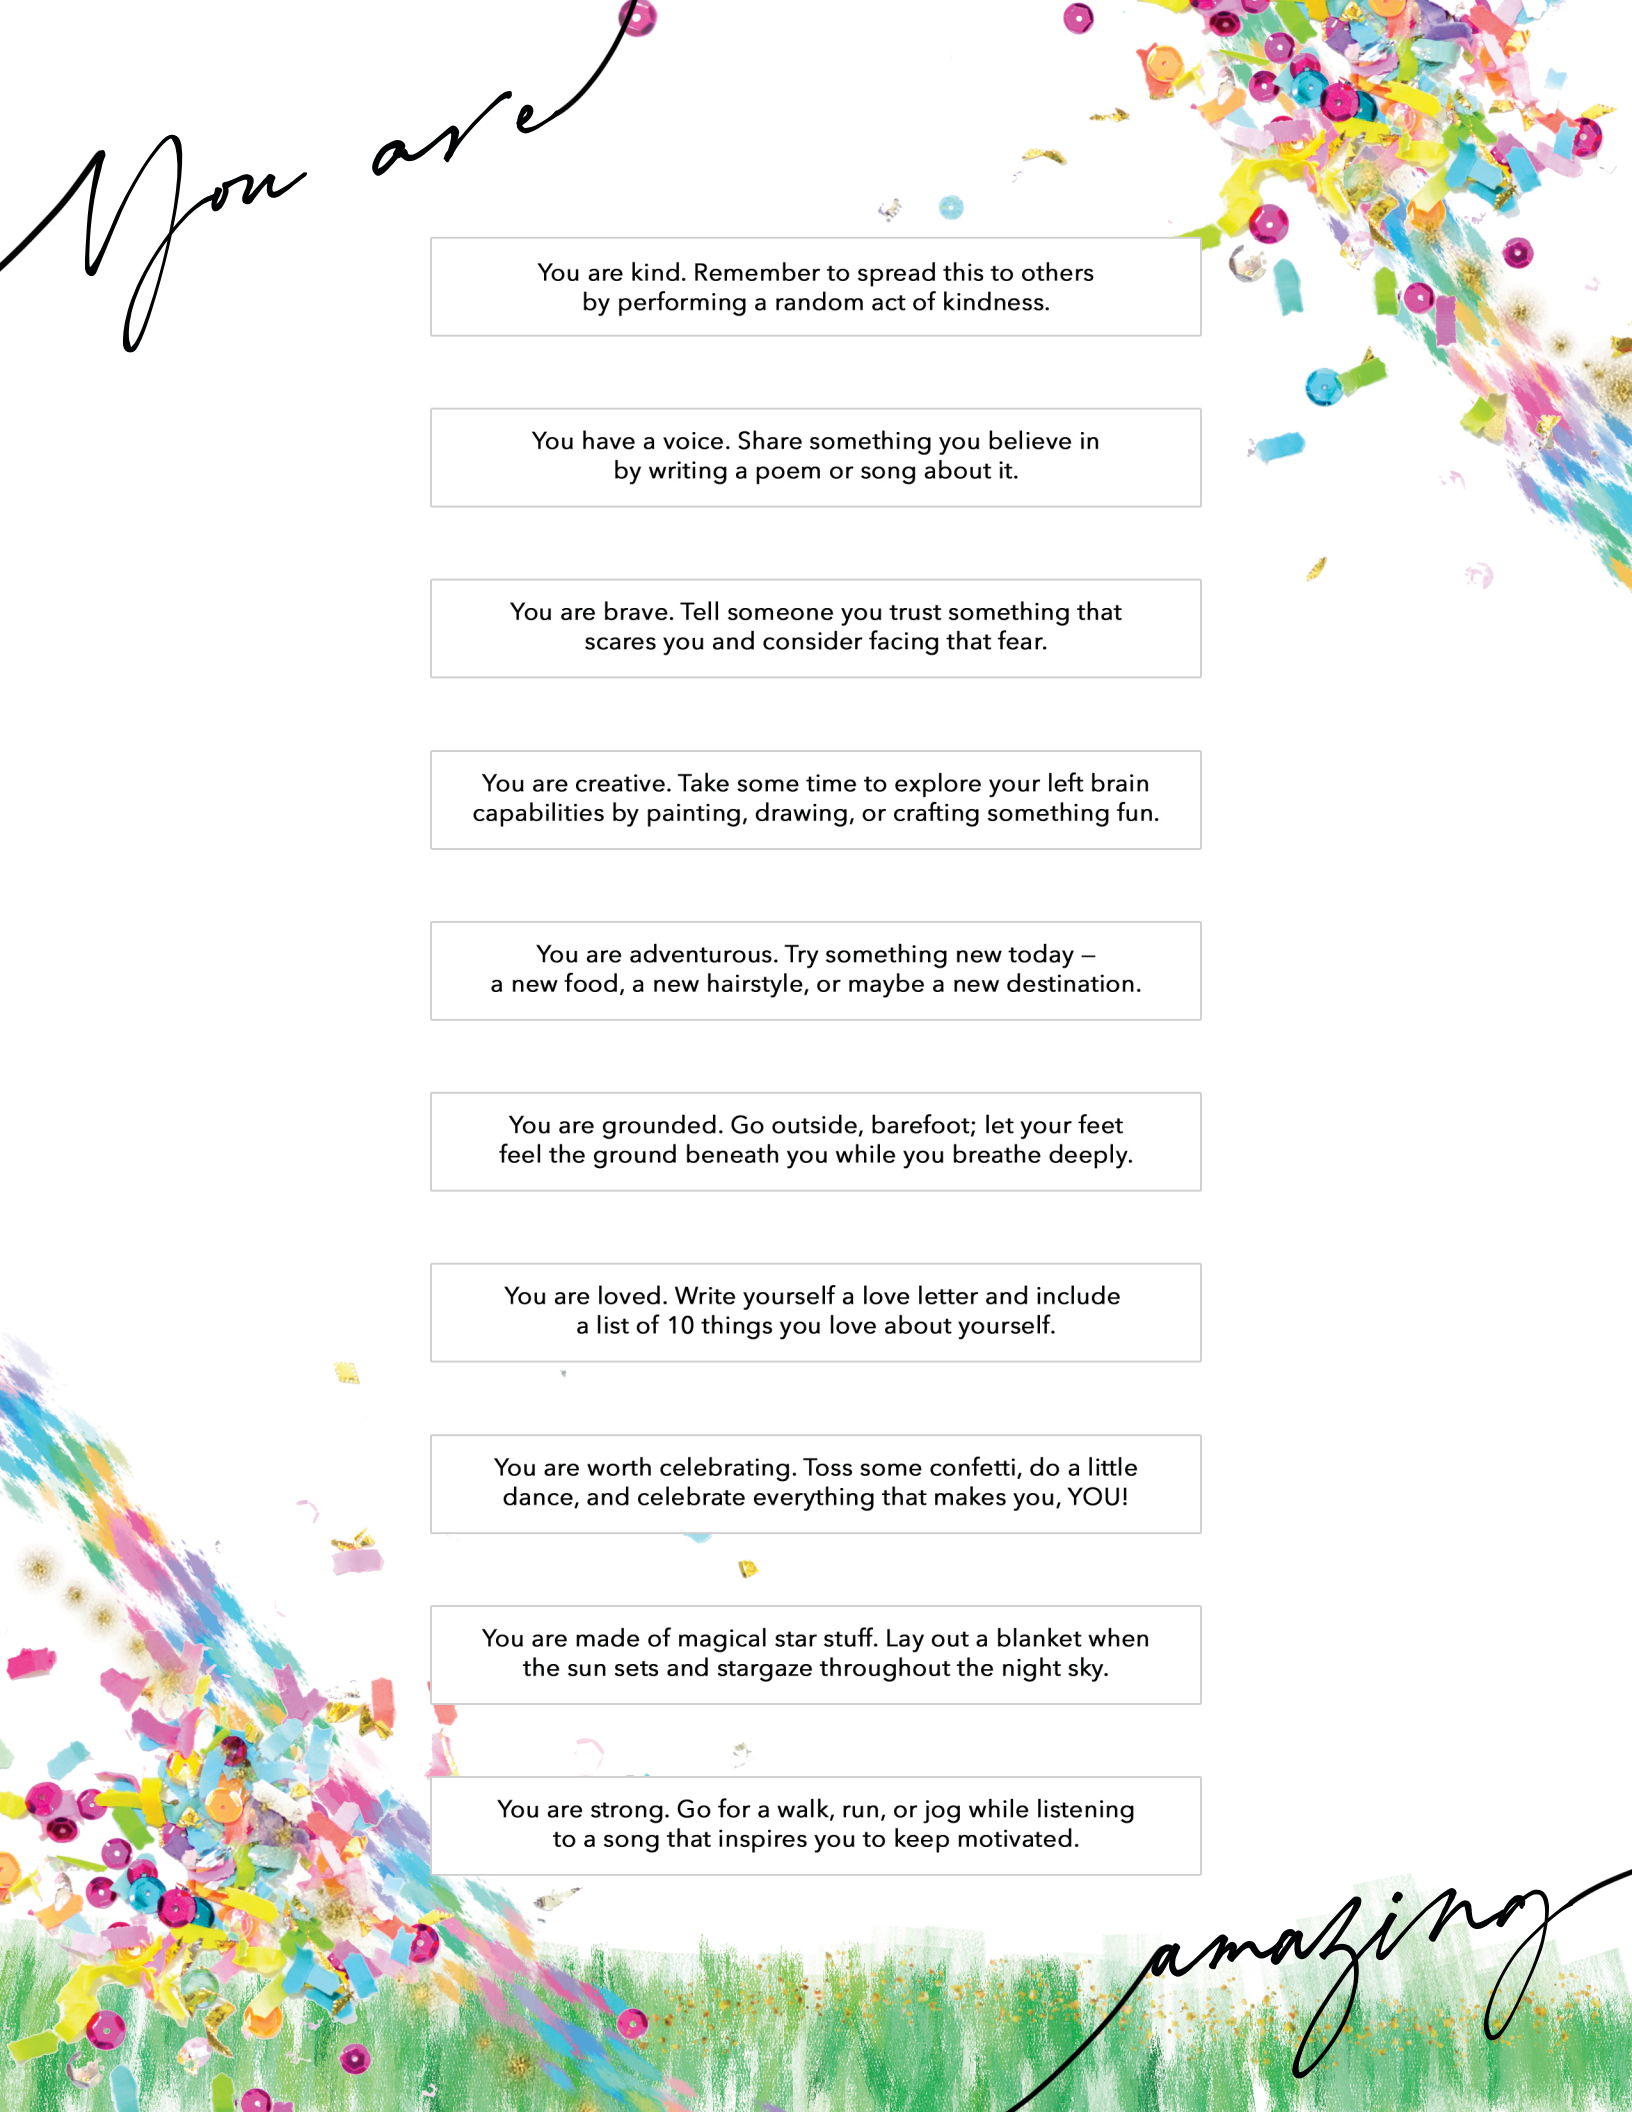 You are
You are kind. Remember to spread this to others
by performing a random act of kindness.
You have a voice. Share something you believe in
by writing a poem or song about it.
You are brave. Tell someone you trust something that
scares you and consider facing that fear.
You are creative. Take some time to explore your left brain
capabilities by painting, drawing, or crafting something fun.
You are adventurous. Try something new today –
a new food, a new hairstyle, or maybe a new destination.
You are grounded. Go outside, barefoot; let your feet
feel the ground beneath you while you breathe deeply.
You are loved. Write yourself a love letter and include
a list of 10 things you love about yourself.
You are worth celebrating. Toss some confetti, do a little
dance, and celebrate everything that makes you, YOU!
You are made of magical star stuff. Lay out a blanket when
the sun sets and stargaze throughout the night sky.
You are strong. Go for a walk, run, or jog while listening
to a song that inspires you to keep motivated.
amazing